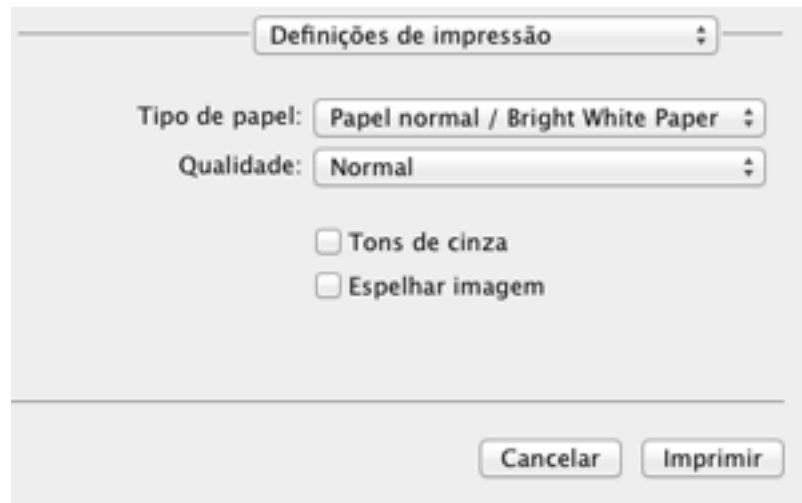 Definições de impressão
Tipo de papel: Papel normal / Bright White Paper
Qualidade: Normal
Tons de cinza
Espelhar imagem
Cancelar Imprimir